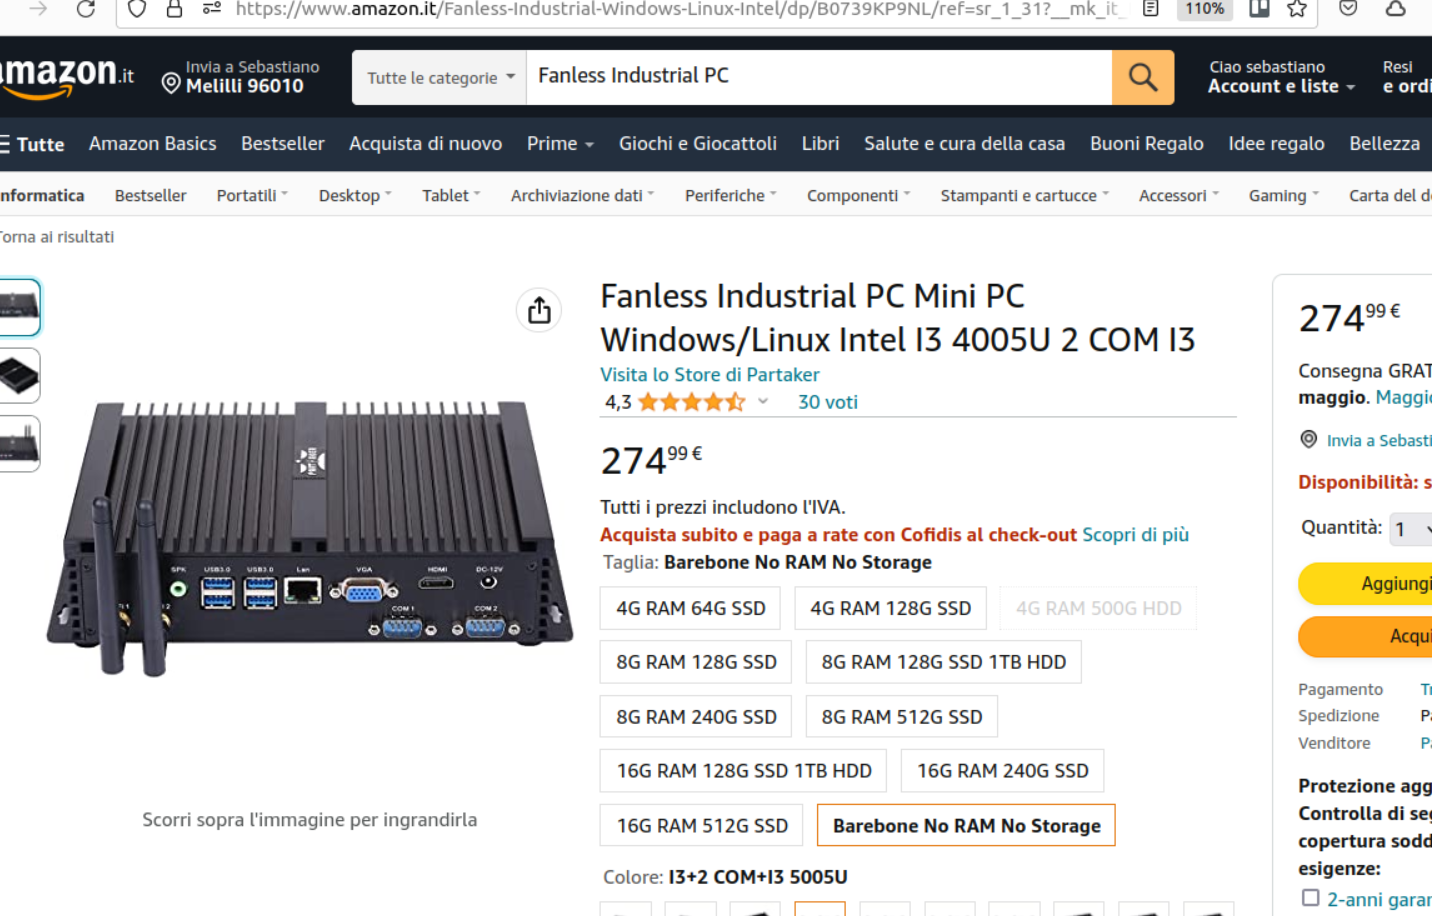 https://www.amazon.it/Fanless-Industrial-Windows-Linux-Intel/dp/B0739KP9NL/ref=sr_1_31?__mk_it_
110%
amazon.it
Invia a Sebastiano
Melilli 96010
Tutte le categorie
Fanless Industrial PC
Ciao sebastiano
Account e liste
Resi
e ordi
Tutte
Amazon Basics
Bestseller
Acquista di nuovo
Prime
Giochi e Giocattoli
Libri
Salute e cura della casa
Buoni Regalo
Idee regalo
Bellezza
nformatica
Bestseller
Portatili
Desktop
Tablet
Archiviazione dati
Periferiche
Componenti
Stampanti e cartucce
Accessori
Gaming
Carta del d
Torna ai risultati
Fanless Industrial PC Mini PC
Windows/Linux Intel I3 4005U 2 COM I3
Visita lo Store di Partaker
4,3
30 voti
274 99 €
Tutti i prezzi includono l'IVA.
Acquista subito e paga a rate con Cofidis al check-out Scopri di più
Taglia: Barebone No RAM No Storage
4G RAM 64G SSD
4G RAM 128G SSD
4G RAM 500G HDD
8G RAM 128G SSD
8G RAM 128G SSD 1TB HDD
8G RAM 240G SSD
8G RAM 512G SSD
16G RAM 128G SSD 1TB HDD
16G RAM 240G SSD
16G RAM 512G SSD
Barebone No RAM No Storage
Colore: I3+2 COM+I3 5005U
SPK
USB3.0
USB3.0
Lan
VGA
HDMI
DC-12V
COM 1
COM 2
Scorri sopra l'immagine per ingrandirla
274 99 €
Consegna GRAT
maggio. Maggio
Invia a Sebasti
Disponibilità: s
Quantità: 1
Aggiungi
Acqui
Pagamento
Tr
Spedizione
Pa
Venditore
Pa
Protezione agg
Controlla di seg
copertura sodd
esigenze:
2-anni garan